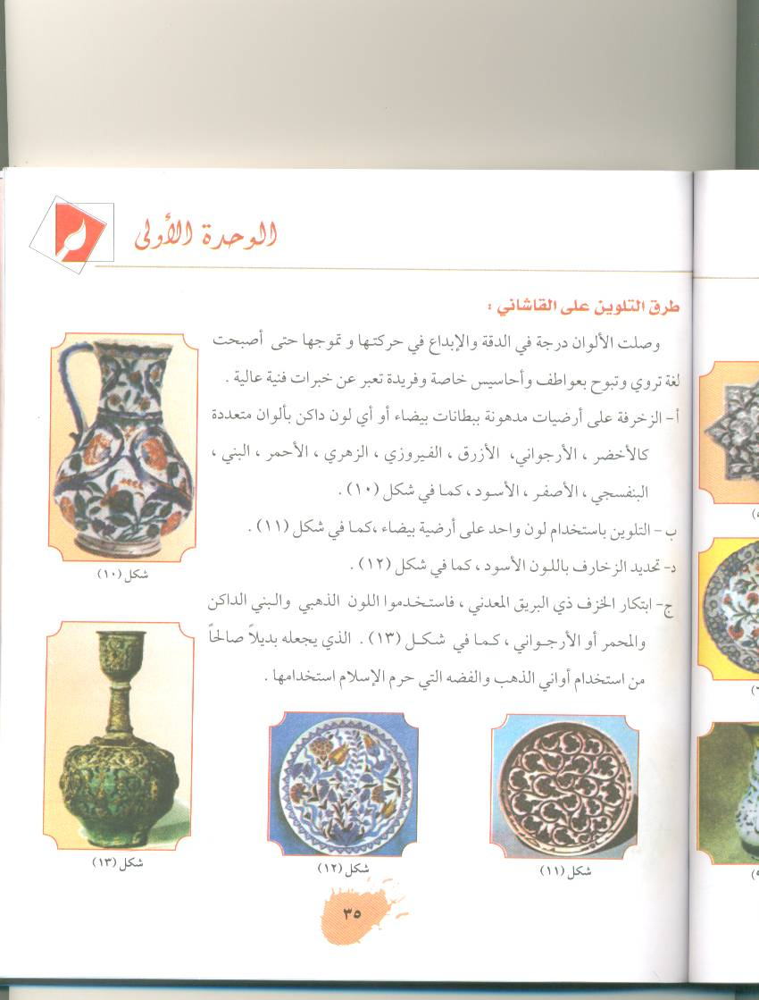 الوحدة الأولى
طرق التلوين على القاشاني :
وصلت الألوان درجة في الدقة والإبداع في حركتها و تموجها حتى أصبحت
لغة تروي وتبوح بعواطف وأحاسيس خاصة وفريدة تعبر عن خبرات فنية عالية .
أ- الزخرفة على أرضيات مدهونة ببطانات بيضاء أو أي لون داكن بألوان متعددة
كالأخضر ، الأرجواني، الأزرق ، الفيروزي ، الزهري ، الأحمر ، البني ،
البنفسجي ، الأصفر ، الأسود ، كما في شكل (١٠) .
ب- التلوين باستخدام لون واحد على أرضية بيضاء ،كما في شكل (١١) .
د- تحديد الزخارف باللون الأسود ، كما في شكل (١٢) .
ج- ابتكار الخزف ذي البريق المعدني ، فاستخدموا اللون الذهبي والبني الداكن
والمحمر أو الأرجواني ، كما في شكل (١٣) . الذي يجعله بديلاً صالحاً
من استخدام أواني الذهب والفضه التي حرم الإسلام استخدامها .
شكل (١٠)
شكل (١١)
شكل (١٢)
شكل (١٣)
٣٥